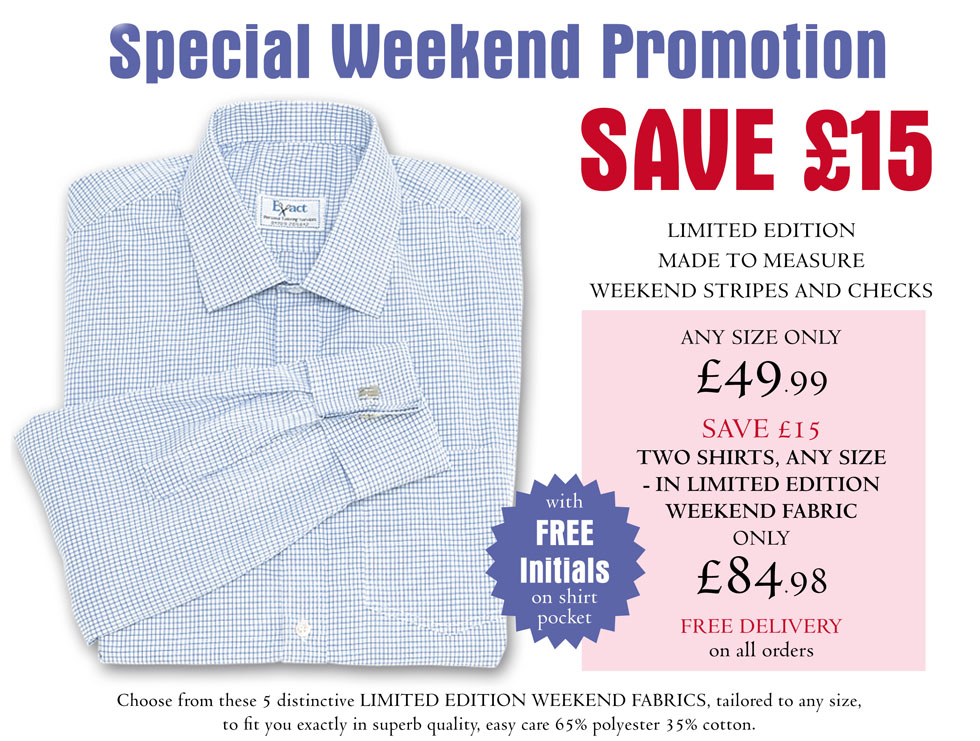 Special Weekend Promotion
SAVE £15
Exact
LIMITED EDITION
MADE TO MEASURE
WEEKEND STRIPES AND CHECKS
ANY SIZE ONLY
£49.99
SAVE £15
TWO SHIRTS, ANY SIZE
- IN LIMITED EDITION
WEEKEND FABRIC
ONLY
£84.98
FREE DELIVERY
on all orders
with
FREE
Initials
on shirt
pocket
Choose from these 5 distinctive LIMITED EDITION WEEKEND FABRICS, tailored to any size,
to fit you exactly in superb quality, easy care 65% polyester 35% cotton.